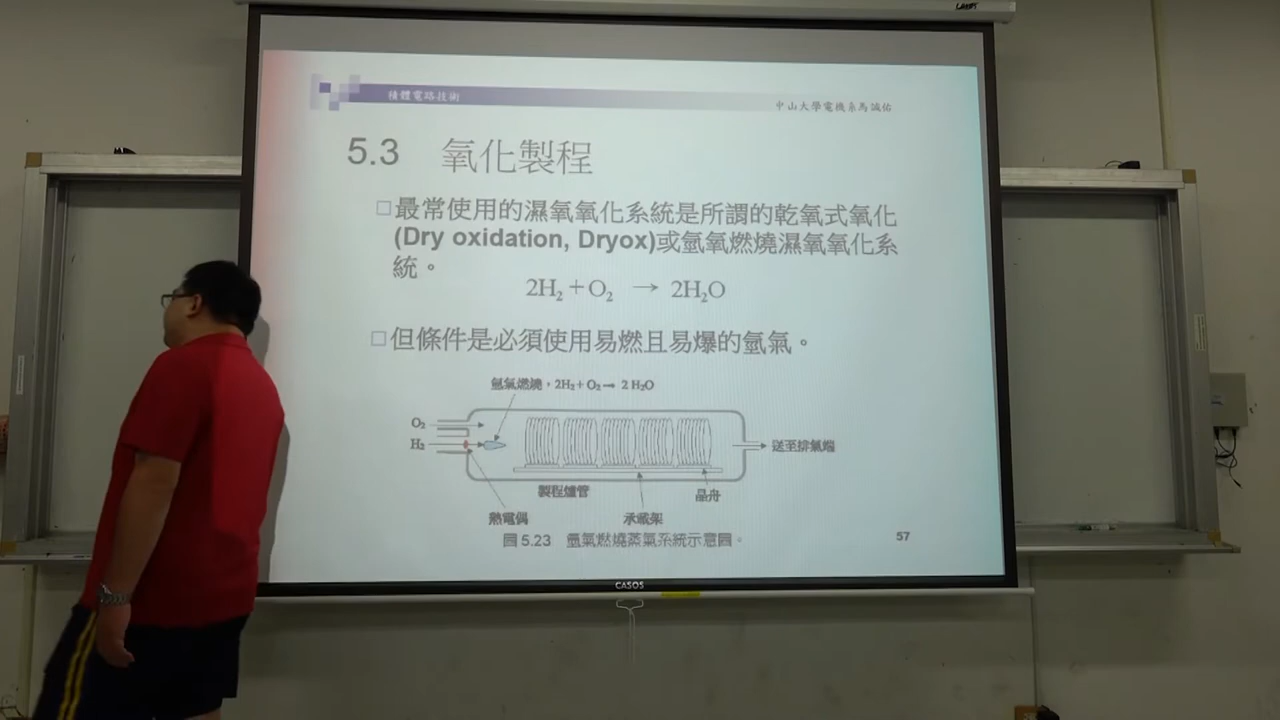 積體電路技術
中山大學電機系馬誠佑
5.3 氧化製程
□最常使用的濕氧氧化系統是所謂的乾氧式氧化
(Dry oxidation, Dryox)或氫氧燃燒濕氧氧化系
統。
2H₂+O₂ → 2H₂O
□但條件是必須使用易燃且易爆的氫氣。
氫氣燃燒，2H₂+O₂→ 2 H₂O
O₂
H₂
送至排氣端
製程爐管
晶舟
熱電偶
承載架
圖 5.23 氫氣燃燒蒸氣系統示意圖。
57
CASOS